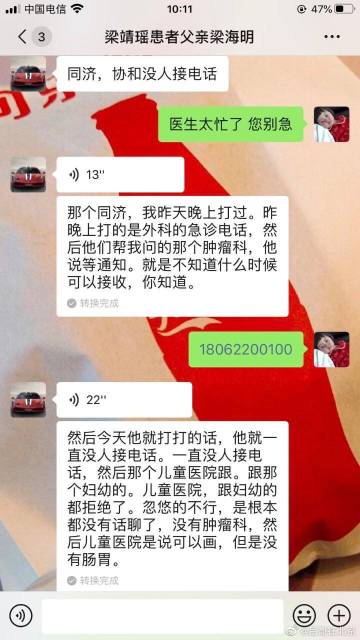 中国电信
10:11
47%
3
梁靖瑶患者父亲梁海明
同济，协和没人接电话
医生太忙了 您别急
13''
那个同济，我昨天晚上打过。昨
晚上打的是外科的急诊电话，然
后他们帮我问的那个肿瘤科，他
说等通知。就是不知道什么时候
可以接收，你知道。
转换完成
18062200100
22''
然后今天他就打打的话，他就一
直没人接电话。一直没人接电
话，然后那个儿童医院跟。跟那
个妇幼的。儿童医院，跟妇幼的
都拒绝了。忽悠的不行，是根本
都没有话聊了，没有肿瘤科，然
后儿童医院是说可以画，但是没
有肠胃。
转换完成